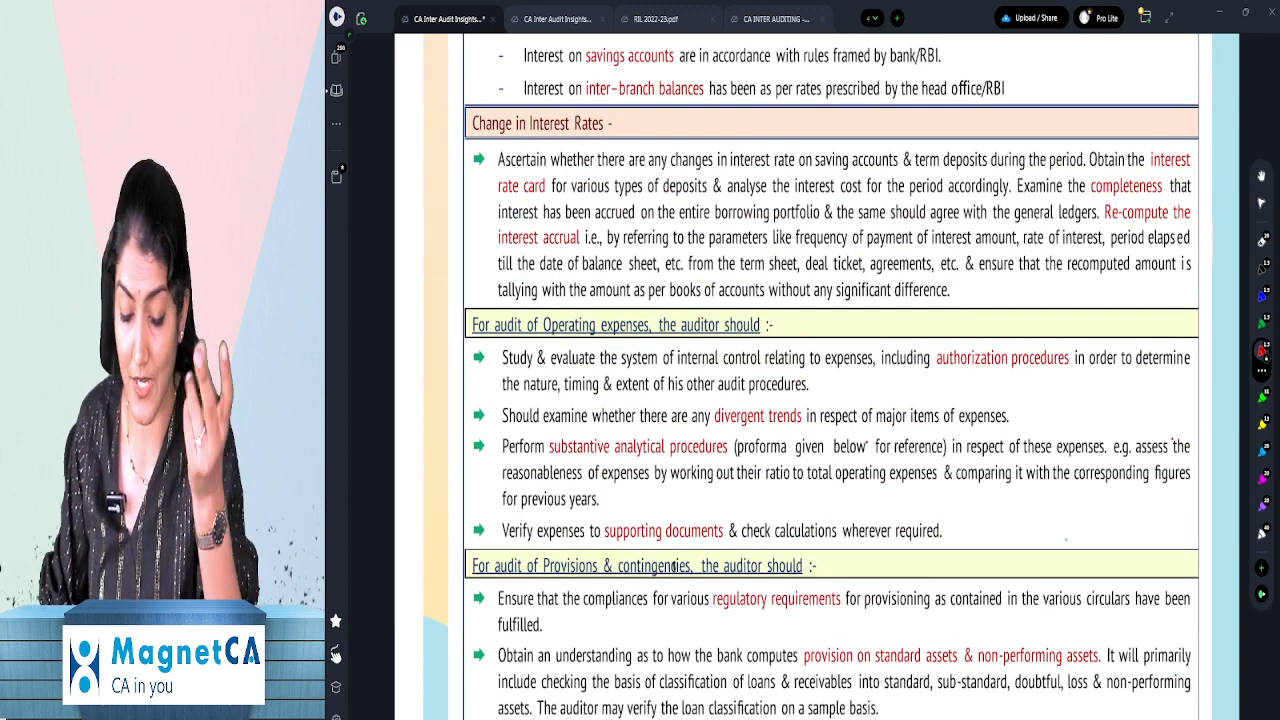 CA Inter Audit Insights...*
CA Inter Audit Insights...
RIL 2022-23.pdf
CA INTER AUDITING -...
4
Upload / Share
Pro Lite
- Interest on savings accounts are in accordance with rules framed by bank/RBI.
- Interest on inter-branch balances has been as per rates prescribed by the head office/RBI
Change in Interest Rates -
Ascertain whether there are any changes in interest rate on saving accounts & term deposits during the period. Obtain the interest
rate card for various types of deposits & analyse the interest cost for the period accordingly. Examine the completeness that
interest has been accrued on the entire borrowing portfolio & the same should agree with the general ledgers. Re-compute the
interest accrual i.e., by referring to the parameters like frequency of payment of interest amount, rate of interest, period elapsed
till the date of balance sheet, etc. from the term sheet, deal ticket, agreements, etc. & ensure that the recomputed amount is
tallying with the amount as per books of accounts without any significant difference.
For audit of Operating expenses, the auditor should :-
Study & evaluate the system of internal control relating to expenses, including authorization procedures in order to determine
the nature, timing & extent of his other audit procedures.
Should examine whether there are any divergent trends in respect of major items of expenses.
Perform substantive analytical procedures (proforma given below for reference) in respect of these expenses. e.g. assess the
reasonableness of expenses by working out their ratio to total operating expenses & comparing it with the corresponding figures
for previous years.
Verify expenses to supporting documents & check calculations wherever required.
For audit of Provisions & contingencies, the auditor should :-
Ensure that the compliances for various regulatory requirements for provisioning as contained in the various circulars have been
fulfilled.
Obtain an understanding as to how the bank computes provision on standard assets & non-performing assets. It will primarily
include checking the basis of classification of loans & receivables into standard, sub-standard, doubtful, loss & non-performing
assets. The auditor may verify the loan classification on a sample basis.
MagnetCA
CA in you